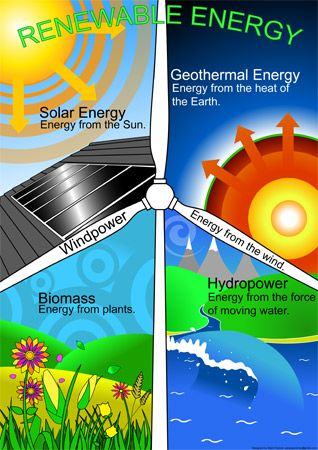 RENEWABLE ENERGY
Solar Energy
Energy from the Sun.
Geothermal Energy
Energy from the heat of
the Earth.
Windpower
Energy from the wind.
Biomass
Energy from plants.
Hydropower
Energy from the force
of moving water.